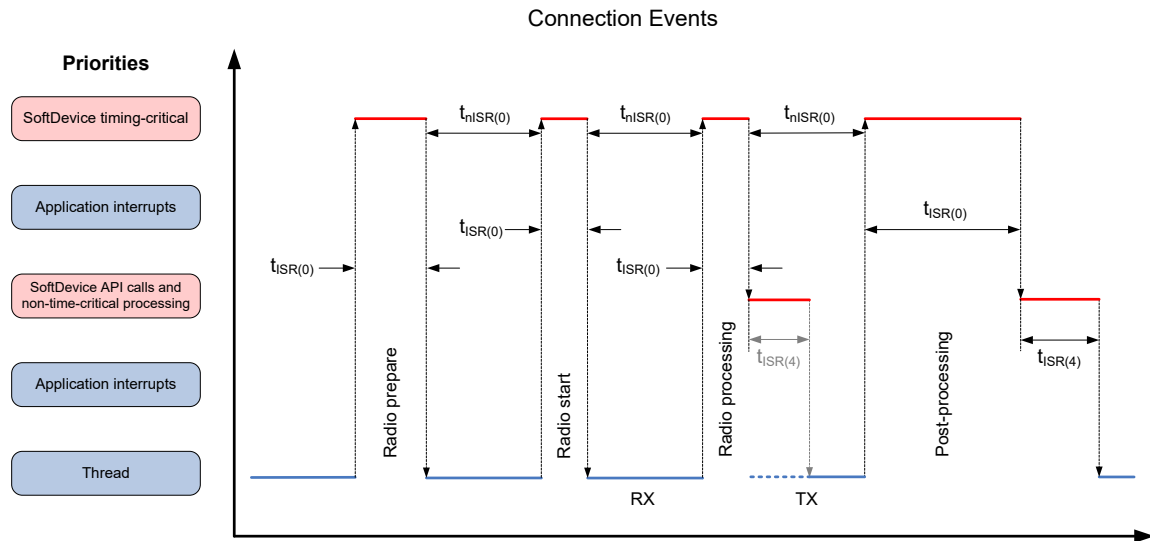 Connection Events
Priorities
SoftDevice timing-critical
Application interrupts
SoftDevice API calls and
non-time-critical processing
Application interrupts
Thread
tnISR(0)
tnISR(0)
tnISR(0)
tISR(0)
tISR(0)
tISR(0)
tISR(0)
tISR(4)
tISR(4)
Radio prepare
Radio start
Radio processing
Post-processing
RX
TX